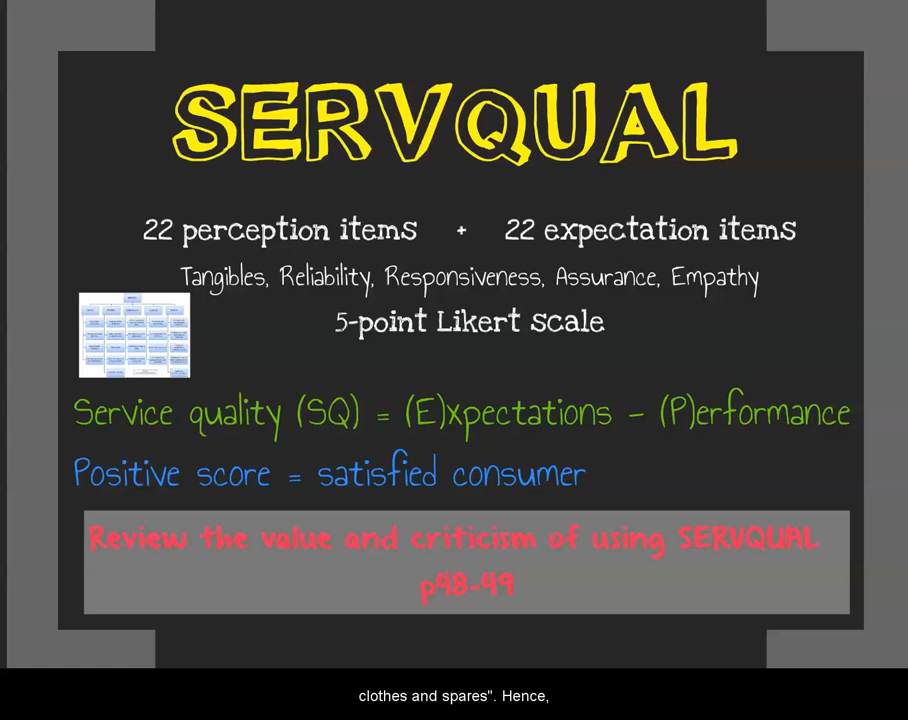 SERVQUAL
22 perception items + 22 expectation items
Tangibles, Reliability, Responsiveness, Assurance, Empathy
5-point Likert scale
Service quality (SQ) = (E)xpectations - (P)erformance
Positive score = satisfied consumer
Review the value and criticism of using SERVQUAL
p48-49
clothes and spares". Hence,